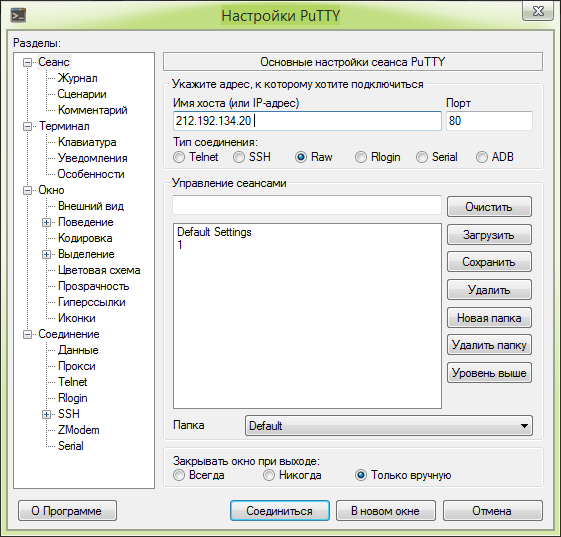 Настройки PuTTY
Разделы:
Сеанс
Журнал
Сценарии
Комментарий
Терминал
Клавиатура
Уведомления
Особенности
Окно
Внешний вид
Поведение
Кодировка
Выделение
Цветовая схема
Прозрачность
Гиперссылки
Иконки
Соединение
Данные
Прокси
Telnet
Rlogin
SSH
ZModem
Serial
Основные настройки сеанса PuTTY
Укажите адрес, к которому хотите подключиться
Имя хоста (или IP-адрес) Порт
212.192.134.20 80
Тип соединения:
Telnet SSH Raw Rlogin Serial ADB
Управление сеансами
Очистить
Default Settings
1
Загрузить
Сохранить
Удалить
Новая папка
Удалить папку
Уровень выше
Папка Default
Закрывать окно при выходе:
Всегда Никогда Только вручную
О Программе Соединиться В новом окне Отмена